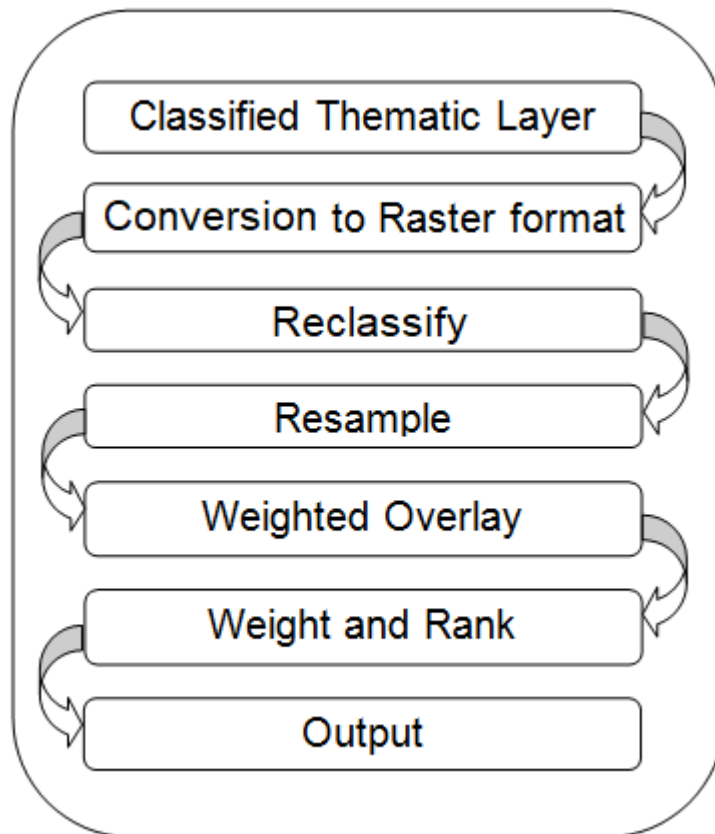 Classified Thematic Layer
Conversion to Raster format
Reclassify
Resample
Weighted Overlay
Weight and Rank
Output